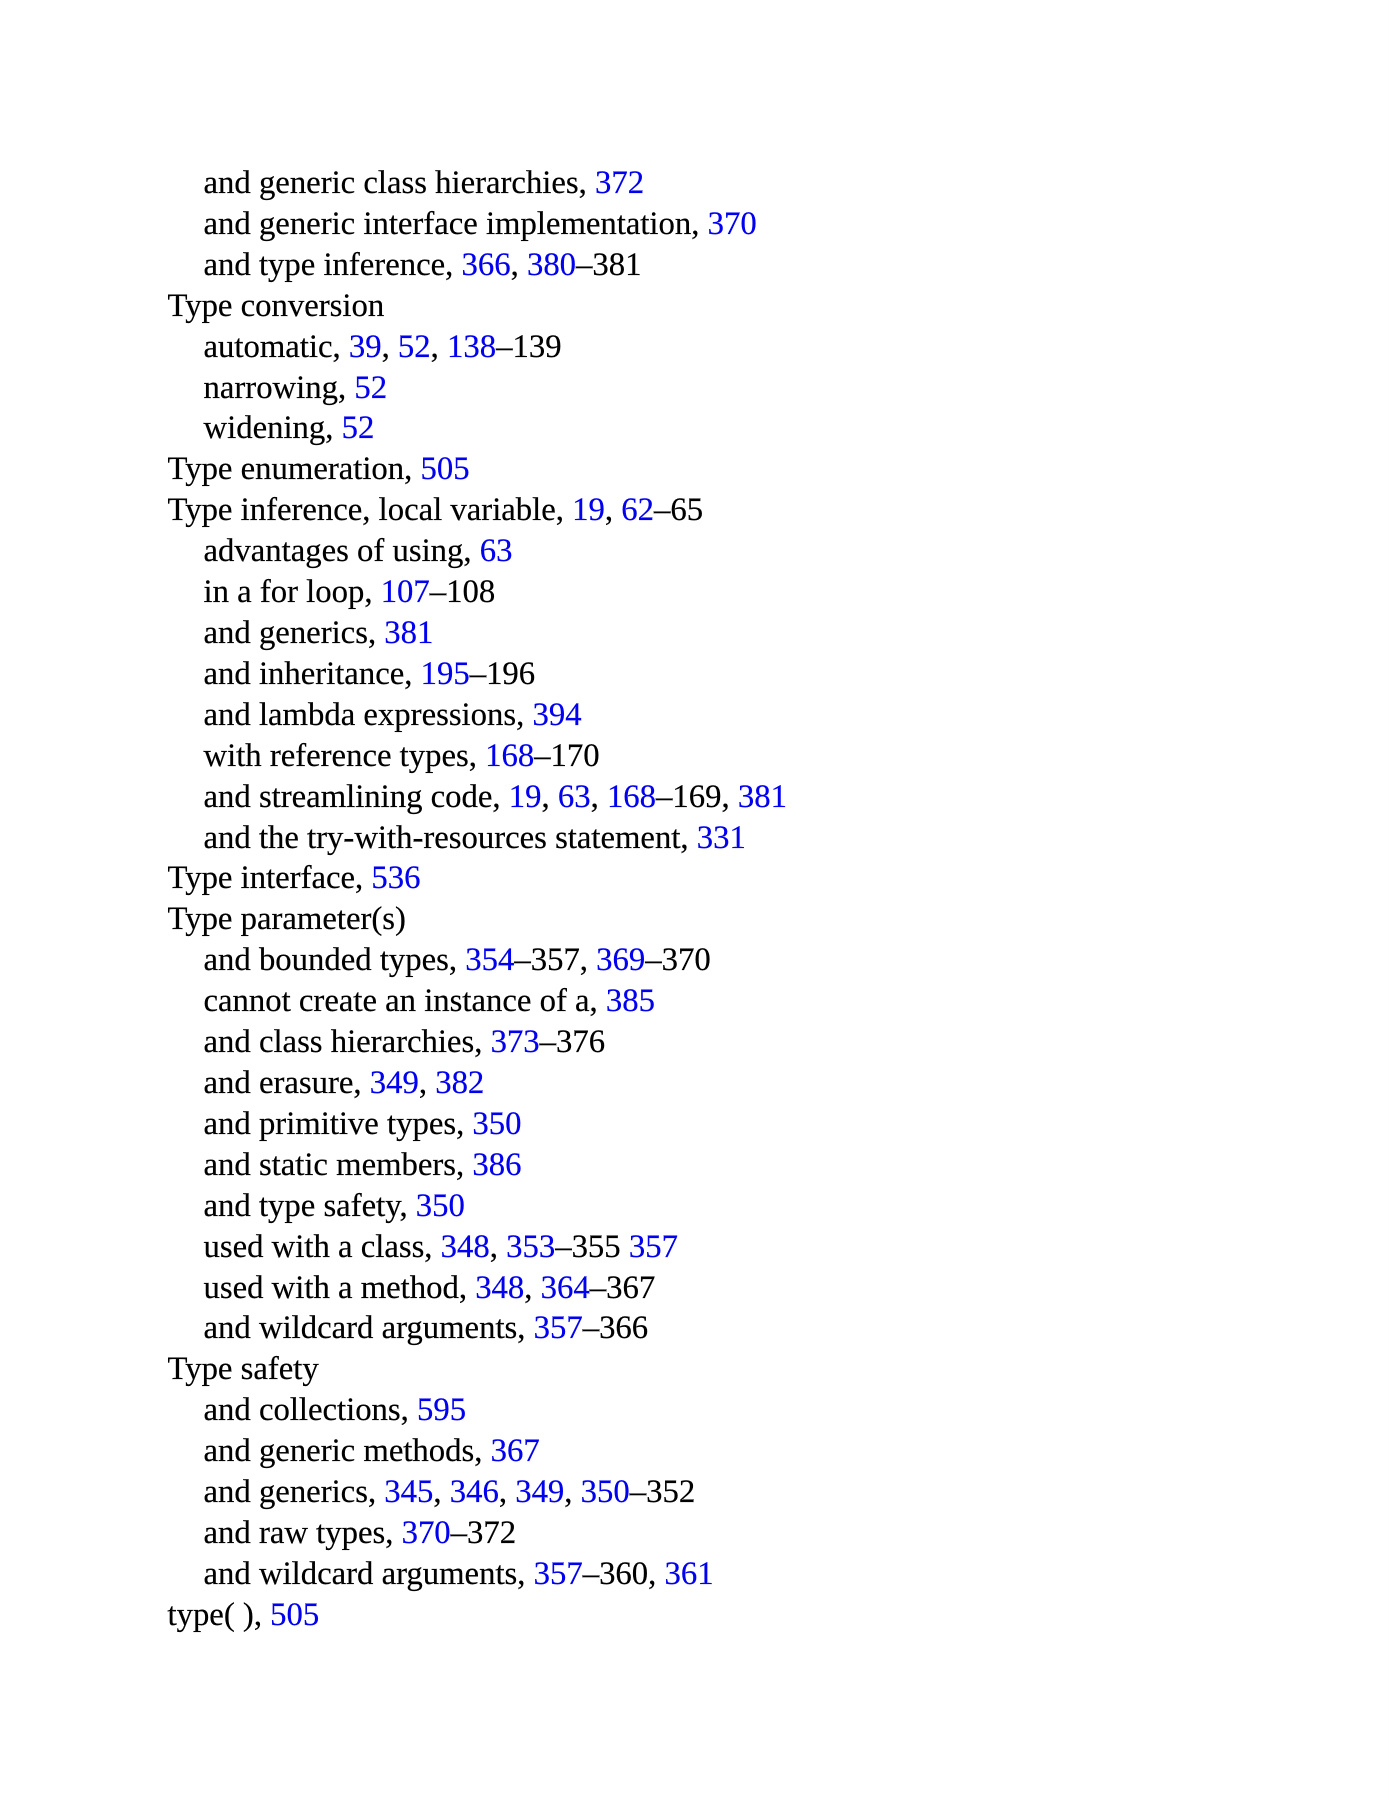 and generic class hierarchies, 372
and generic interface implementation, 370
and type inference, 366, 380–381
Type conversion
automatic, 39, 52, 138–139
narrowing, 52
widening, 52
Type enumeration, 505
Type inference, local variable, 19, 62–65
advantages of using, 63
in a for loop, 107–108
and generics, 381
and inheritance, 195–196
and lambda expressions, 394
with reference types, 168–170
and streamlining code, 19, 63, 168–169, 381
and the try-with-resources statement, 331
Type interface, 536
Type parameter(s)
and bounded types, 354–357, 369–370
cannot create an instance of a, 385
and class hierarchies, 373–376
and erasure, 349, 382
and primitive types, 350
and static members, 386
and type safety, 350
used with a class, 348, 353–355 357
used with a method, 348, 364–367
and wildcard arguments, 357–366
Type safety
and collections, 595
and generic methods, 367
and generics, 345, 346, 349, 350–352
and raw types, 370–372
and wildcard arguments, 357–360, 361
type( ), 505